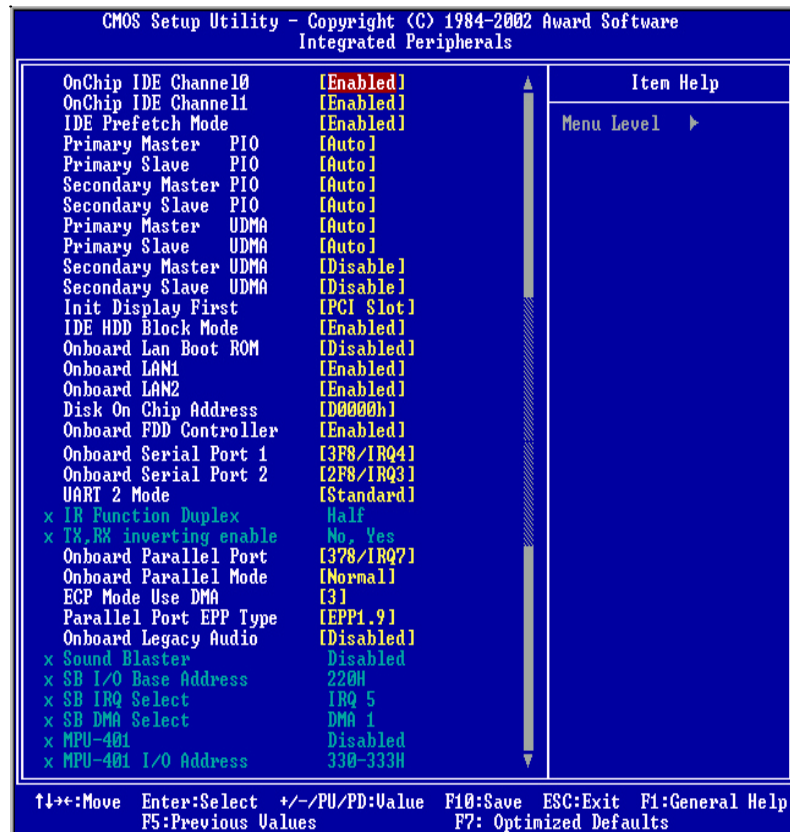 CMOS Setup Utility - Copyright (C) 1984-2002 Award Software
Integrated Peripherals
OnChip IDE Channel0 [Enabled]
OnChip IDE Channel1 [Enabled]
IDE Prefetch Mode [Enabled]
Primary Master PIO [Auto]
Primary Slave PIO [Auto]
Secondary Master PIO [Auto]
Secondary Slave PIO [Auto]
Primary Master UDMA [Auto]
Primary Slave UDMA [Auto]
Secondary Master UDMA [Disable]
Secondary Slave UDMA [Disable]
Init Display First [PCI Slot]
IDE HDD Block Mode [Enabled]
Onboard Lan Boot ROM [Disabled]
Onboard LAN1 [Enabled]
Onboard LAN2 [Enabled]
Disk On Chip Address [D0000h]
Onboard FDD Controller [Enabled]
Onboard Serial Port 1 [3F8/IRQ4]
Onboard Serial Port 2 [2F8/IRQ3]
UART 2 Mode [Standard]
x IR Function Duplex Half
x TX,RX inverting enable No, Yes
Onboard Parallel Port [378/IRQ7]
Onboard Parallel Mode [Normal]
ECP Mode Use DMA [3]
Parallel Port EPP Type [EPP1.9]
Onboard Legacy Audio [Disabled]
x Sound Blaster Disabled
x SB I/O Base Address 220H
x SB IRQ Select IRQ 5
x SB DMA Select DMA 1
x MPU-401 Disabled
x MPU-401 I/O Address 330-333H
Item Help
Menu Level ▶
↑↓→←:Move Enter:Select +/-/PU/PD:Value F10:Save ESC:Exit F1:General Help
F5:Previous Values F7: Optimized Defaults